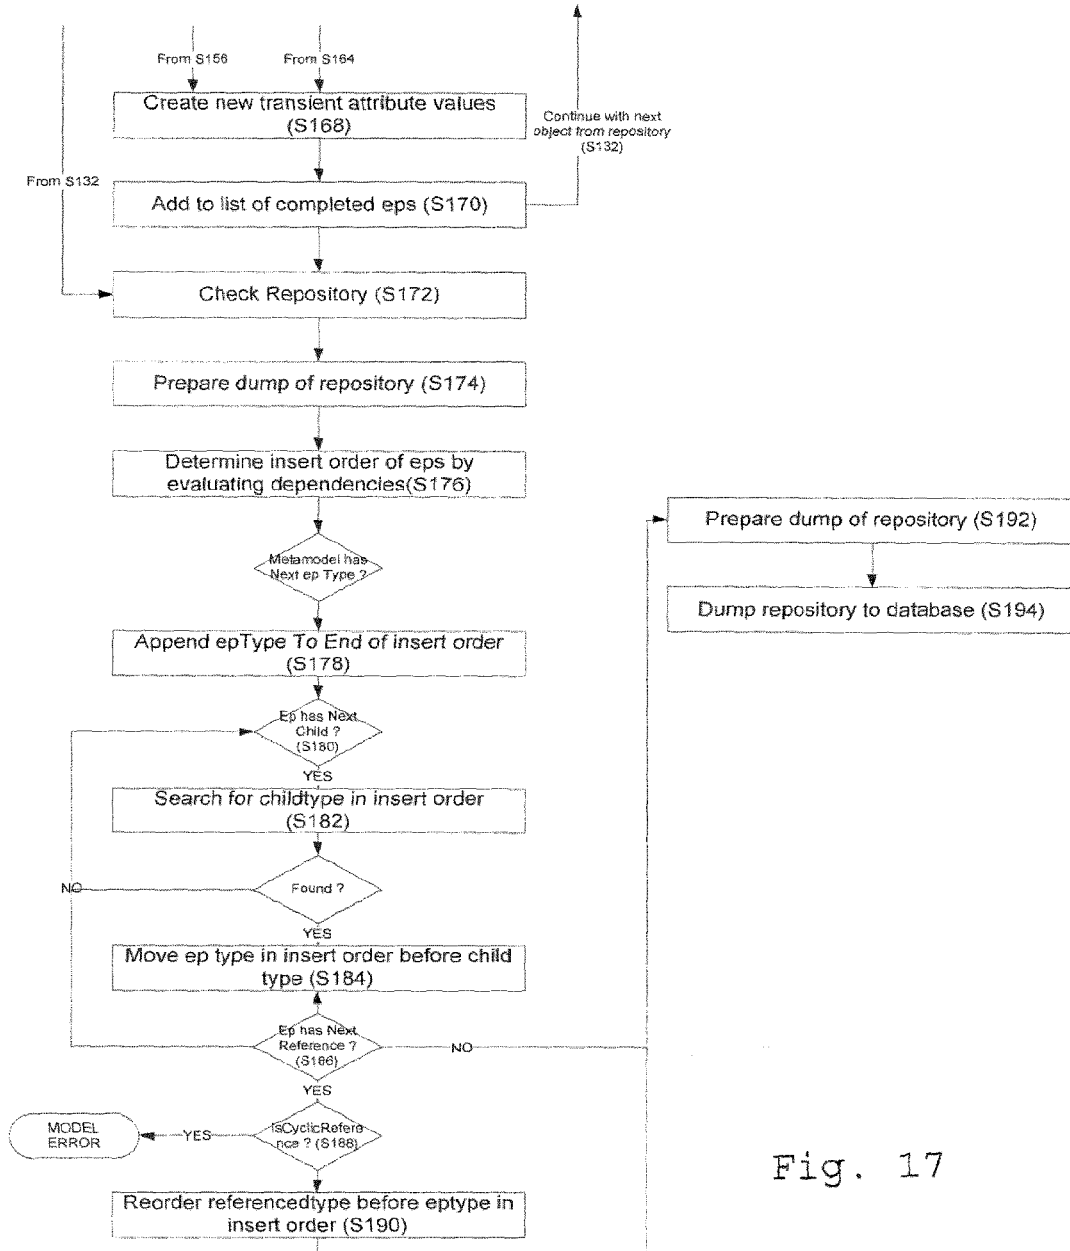 From S156
From S164
Create new transient attribute values
(S168)
Continue with next
object from repository
(S132)
From S132
Add to list of completed eps (S170)
Check Repository (S172)
Prepare dump of repository (S174)
Determine insert order of eps by
evaluating dependencies(S176)
Prepare dump of repository (S192)
Metamodel has
Next ep Type ?
Dump repository to database (S194)
Append epType To End of insert order
(S178)
Ep has Next
Child ?
(S180)
YES
Search for childtype in insert order
(S182)
NO
Found ?
YES
Move ep type in insert order before child
type (S184)
Ep has Next
Reference ?
(S186)
NO
YES
MODEL
ERROR
YES
IsCyclicRefere
nce ? (S188)
Fig. 17
Reorder referencedtype before eptype in
insert order (S190)